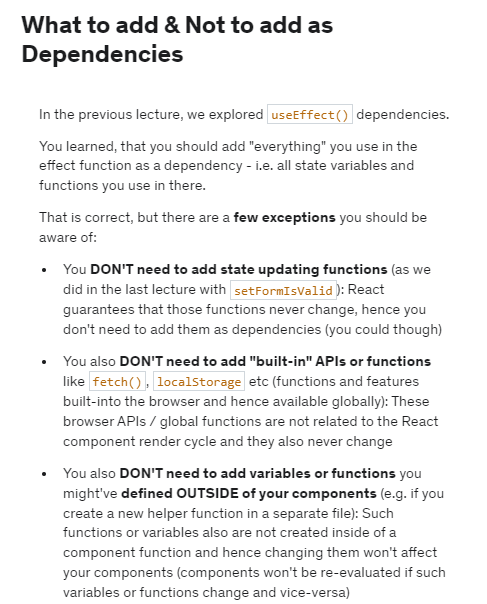 What to add & Not to add as
Dependencies
In the previous lecture, we explored useEffect() dependencies.
You learned, that you should add "everything" you use in the
effect function as a dependency - i.e. all state variables and
functions you use in there.
That is correct, but there are a few exceptions you should be
aware of:
• You DON'T need to add state updating functions (as we
did in the last lecture with setFormIsValid): React
guarantees that those functions never change, hence you
don't need to add them as dependencies (you could though)
• You also DON'T need to add "built-in" APIs or functions
like fetch(), localStorage etc (functions and features
built-into the browser and hence available globally): These
browser APIs / global functions are not related to the React
component render cycle and they also never change
• You also DON'T need to add variables or functions you
might've defined OUTSIDE of your components (e.g. if you
create a new helper function in a separate file): Such
functions or variables also are not created inside of a
component function and hence changing them won't affect
your components (components won't be re-evaluated if such
variables or functions change and vice-versa)